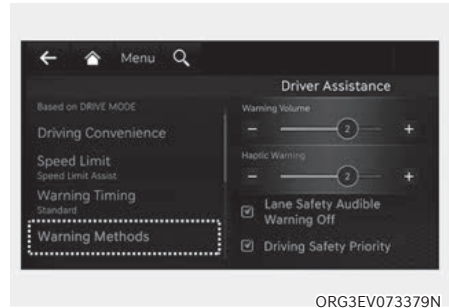 Menu
Driver Assistance
Based on DRIVE MODE
Driving Convenience
Speed Limit
Speed Limit Assist
Warning Timing
Standard
Warning Methods
Warning Volume
− 2 +
Haptic Warning
− 2 +
Lane Safety Audible
Warning Off
Driving Safety Priority
ORG3EV073379N